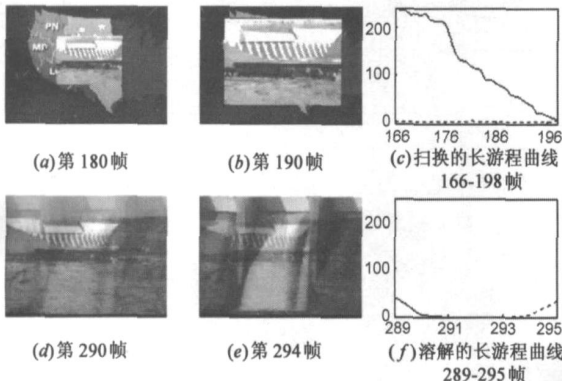 PN
MP
200
100
0
166 176 186 196
(a)第 180 帧
(b)第 190 帧
(c)扫换的长游程曲线
166-198 帧
200
100
0
289 291 293 295
(d)第 290 帧
(e)第 294 帧
(f)溶解的长游程曲线
289-295 帧